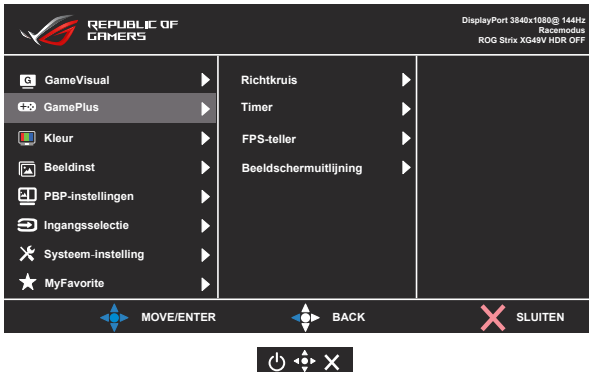 REPUBLIC OF
GAMERS
DisplayPort 3840x1080@ 144Hz
Racemodus
ROG Strix XG49V HDR OFF
G GameVisual
GamePlus
Kleur
Beeldinst
PBP-instellingen
Ingangsselectie
Systeem-instelling
MyFavorite
Richtkruis
Timer
FPS-teller
Beeldschermuitlijning
MOVE/ENTER
BACK
SLUITEN